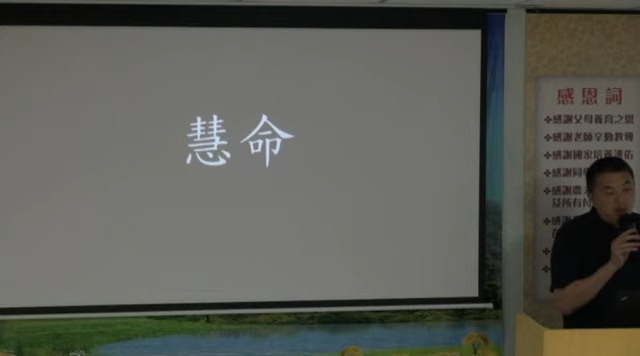 慧命
感恩詞
❖感謝父母養育之恩
❖感謝老師辛勤教導
❖感謝國家培養護佑
❖感謝同
❖感謝農
及所有付
❖感謝